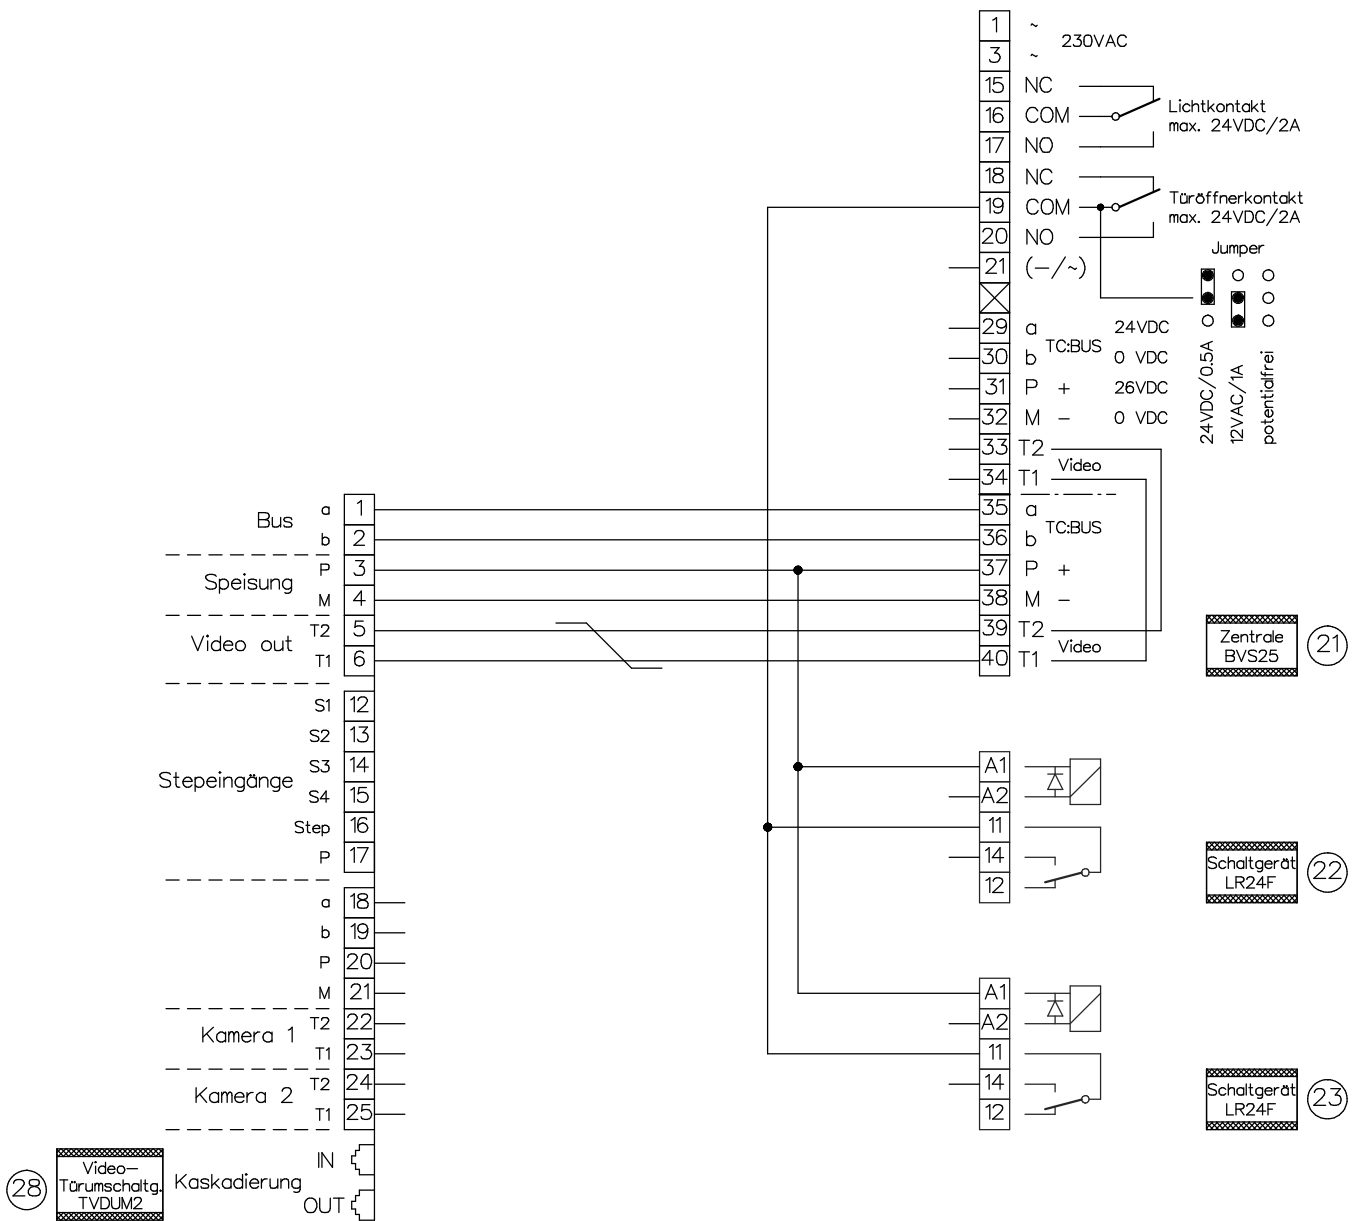 1 ~
230VAC
3 ~
15 NC
16 COM
17 NO
Lichtkontakt
max. 24VDC/2A
18 NC
19 COM
20 NO
Türöffnerkontakt
max. 24VDC/2A
21 (−/~)
Jumper
24VDC/0.5A
12VAC/1A
potentialfrei
29 a 24VDC
TC:BUS
30 b 0 VDC
31 P + 26VDC
32 M − 0 VDC
33 T2
Video
34 T1
35 a
TC:BUS
36 b
37 P +
38 M −
39 T2
Video
40 T1
Zentrale
BVS25
21
Bus
a 1
b 2
Speisung
P 3
M 4
Video out
T2 5
T1 6
Stepeingänge
S1 12
S2 13
S3 14
S4 15
Step 16
P 17
a 18
b 19
P 20
M 21
Kamera 1
T2 22
T1 23
Kamera 2
T2 24
T1 25
Kaskadierung
IN
OUT
28
Video−
Türumschaltg.
TVDUM2
A1
A2
11
14
12
Schaltgerät
LR24F
22
A1
A2
11
14
12
Schaltgerät
LR24F
23